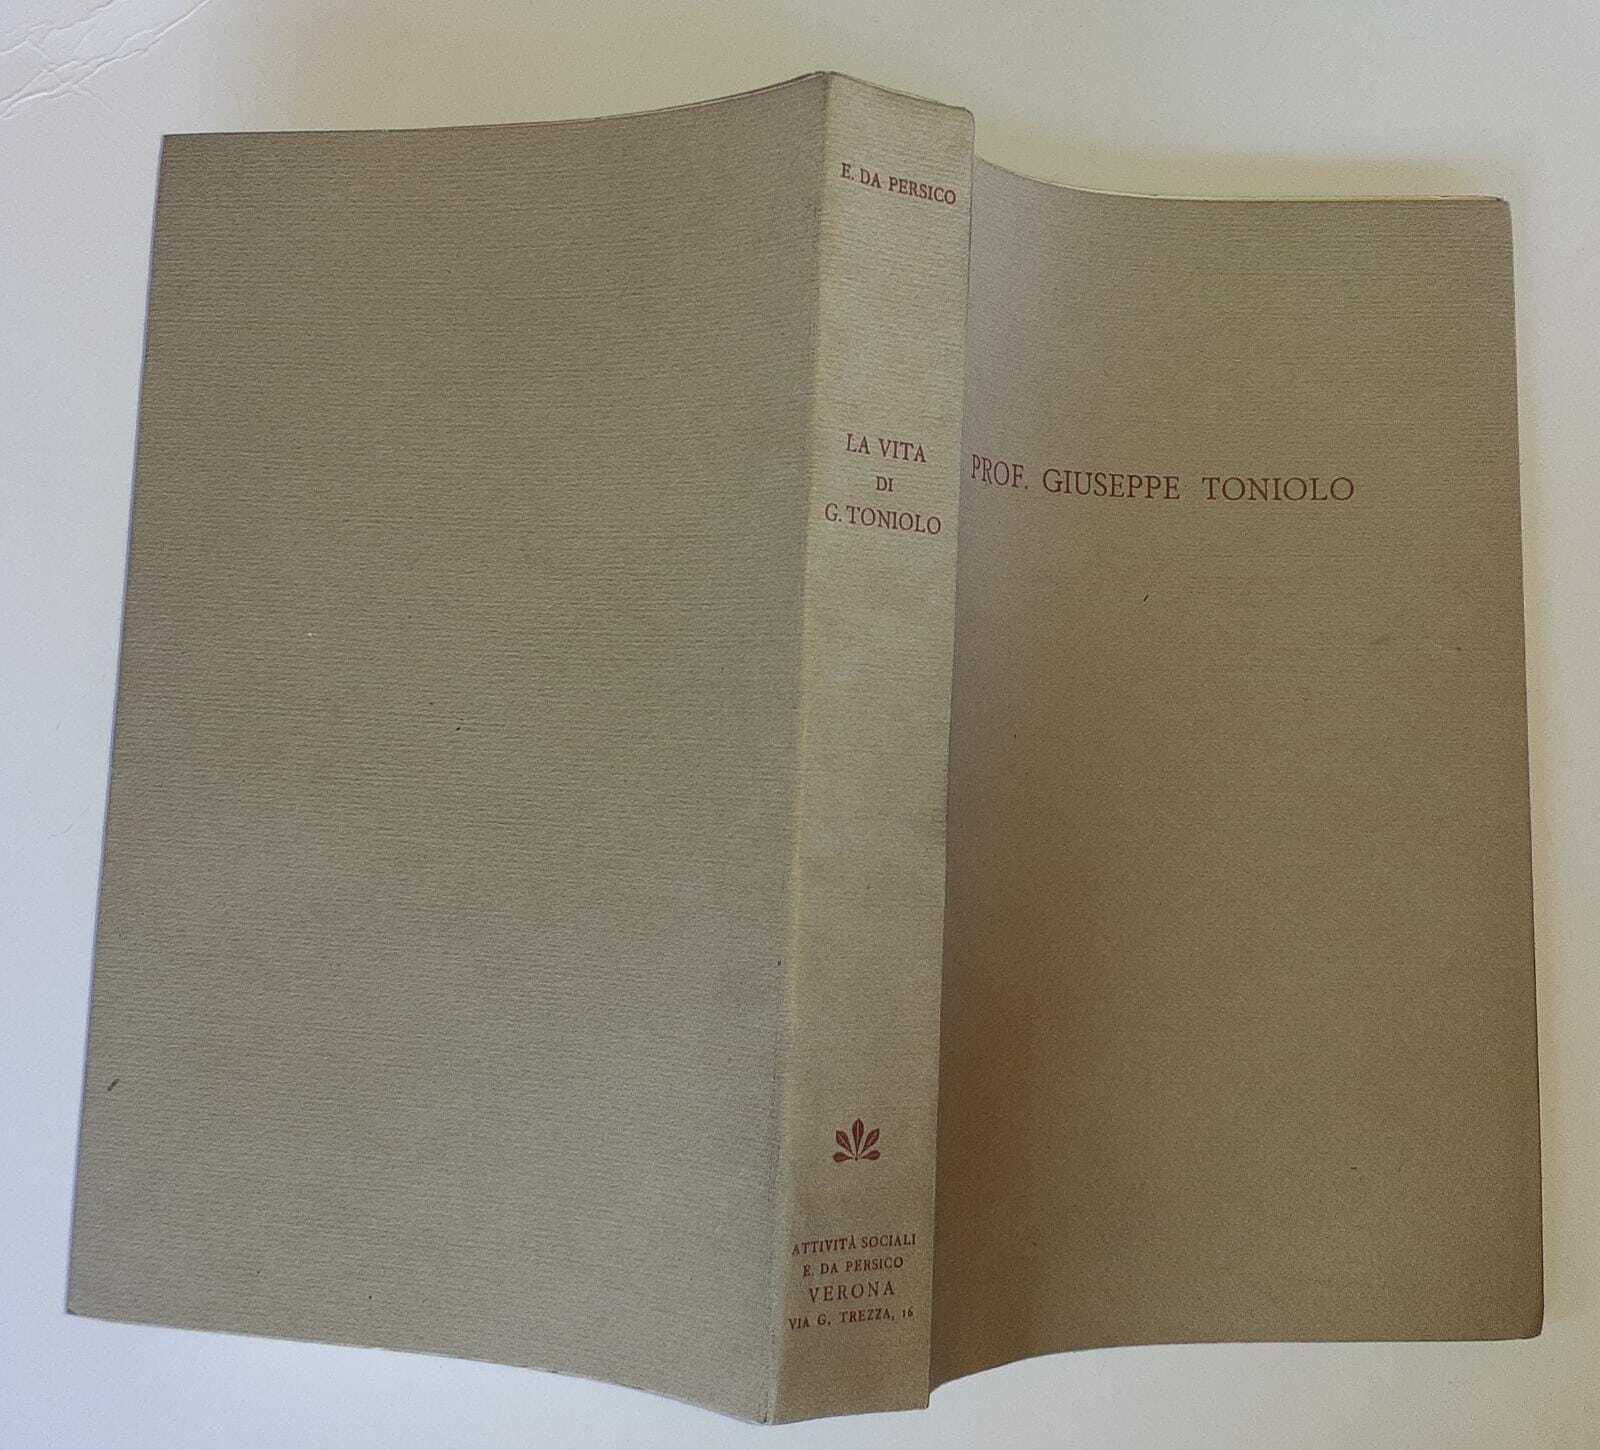 E. DA PERSICO
LA VITA
DI
G. TONIOLO
ATTIVITÀ SOCIALI
E. DA PERSICO
VERONA
VIA G. TREZZA, 16
PROF. GIUSEPPE TONIOLO